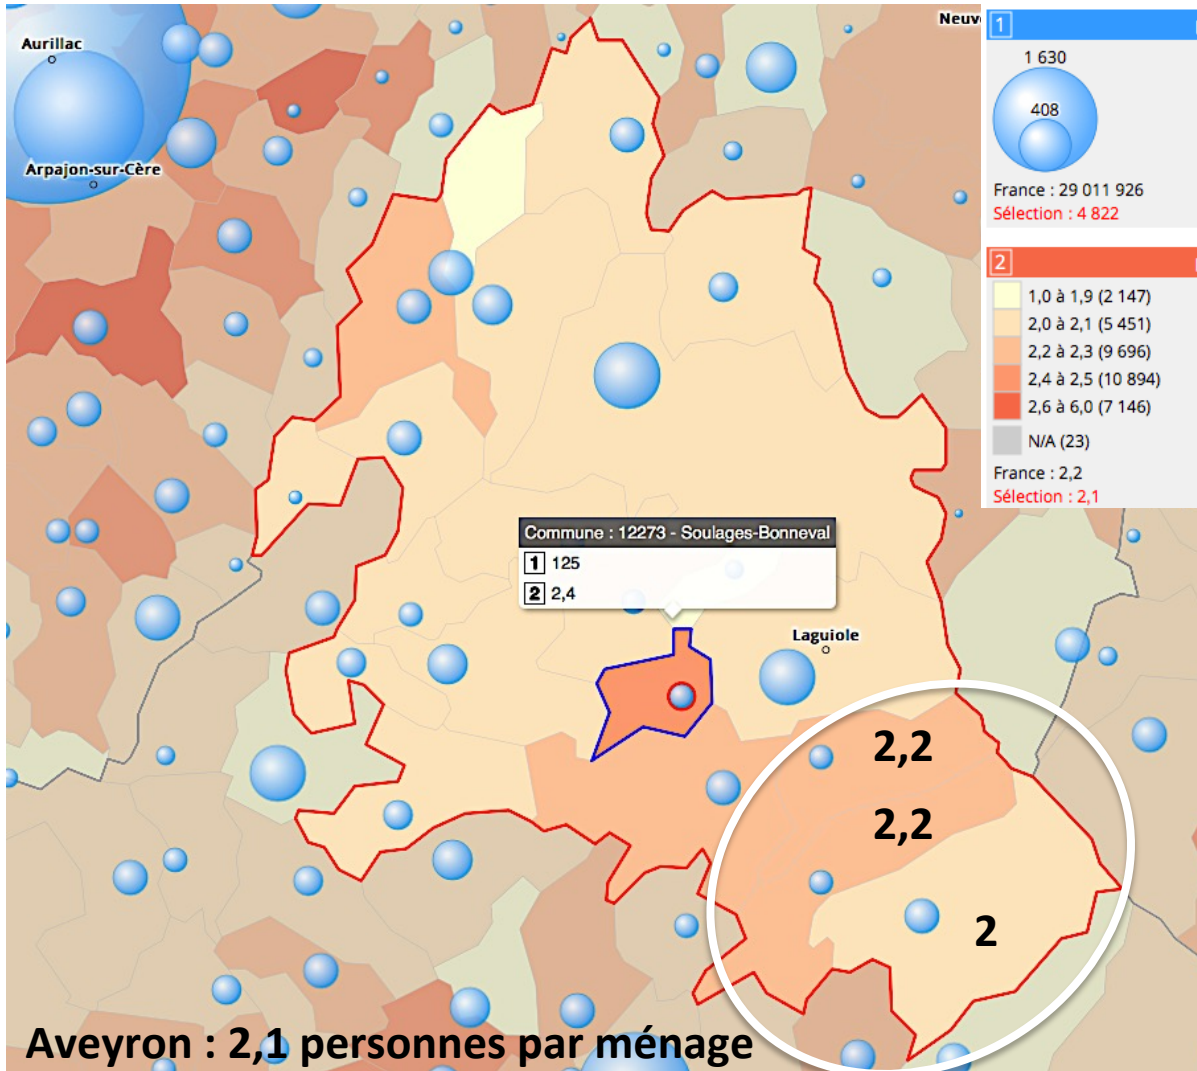 Aurillac
Arpajon-sur-Cère
Neuv
1
1 630
408
France : 29 011 926
Sélection : 4 822
2
1,0 à 1,9 (2 147)
2,0 à 2,1 (5 451)
2,2 à 2,3 (9 696)
2,4 à 2,5 (10 894)
2,6 à 6,0 (7 146)
N/A (23)
France : 2,2
Sélection : 2,1
Commune : 12273 - Soulages-Bonneval
1 125
2 2,4
Laguiole
2,2
2,2
2
Aveyron : 2,1 personnes par ménage